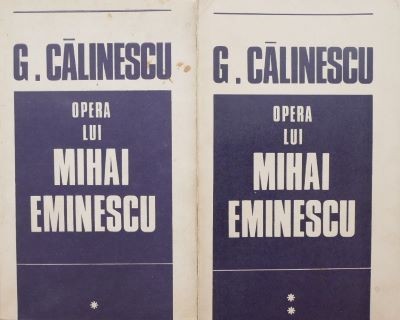 G. CĂLINESCU
OPERA
LUI
MIHAI
EMINESCU
*
G. CĂLINESCU
OPERA
LUI
MIHAI
EMINESCU
*
*